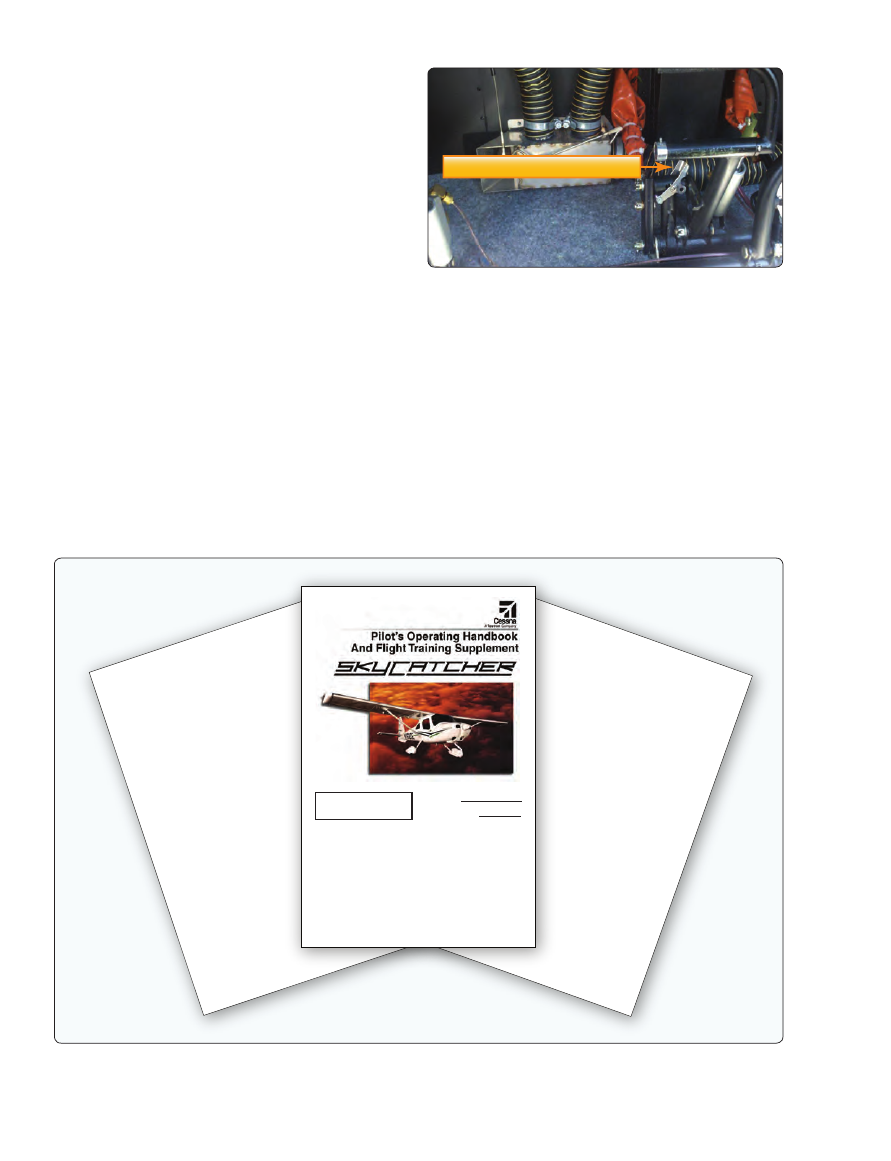 Cessna
A Textron Company
Pilot's Operating Handbook
And Flight Training Supplement
SKYCATCHER